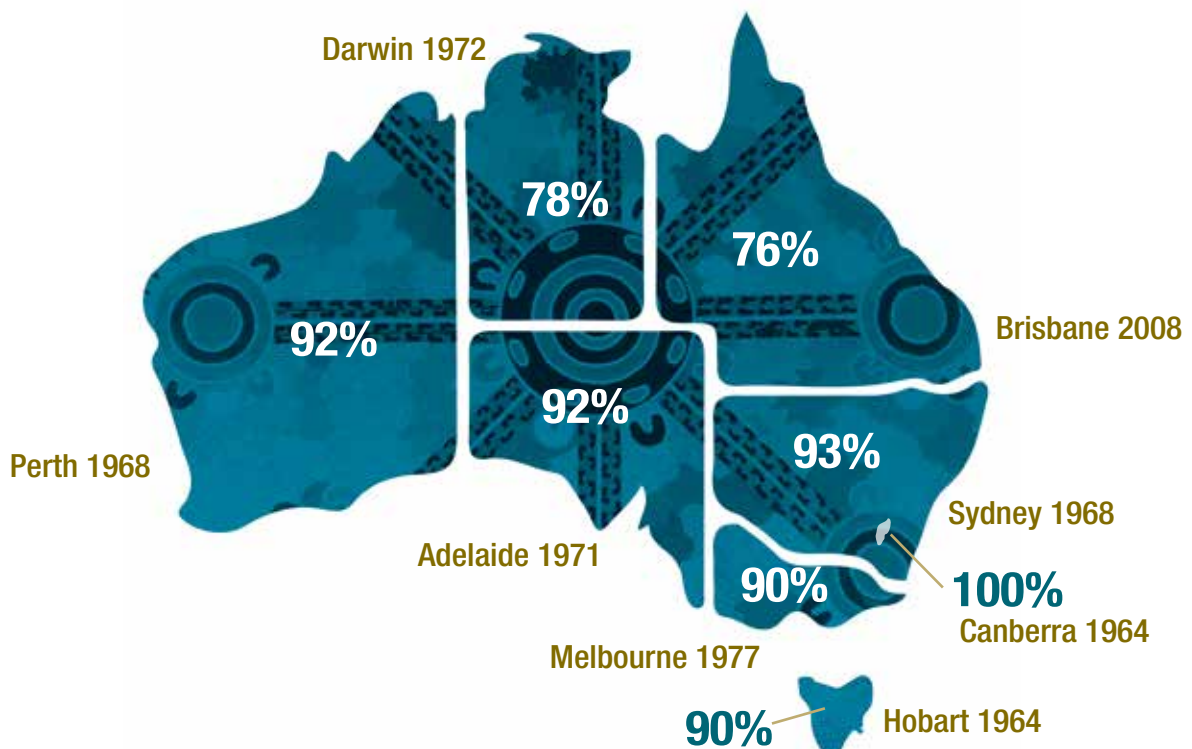 Darwin 1972
78%
76%
92%
Brisbane 2008
92%
93%
Perth 1968
Sydney 1968
Adelaide 1971
90%
100%
Canberra 1964
Melbourne 1977
90%
Hobart 1964